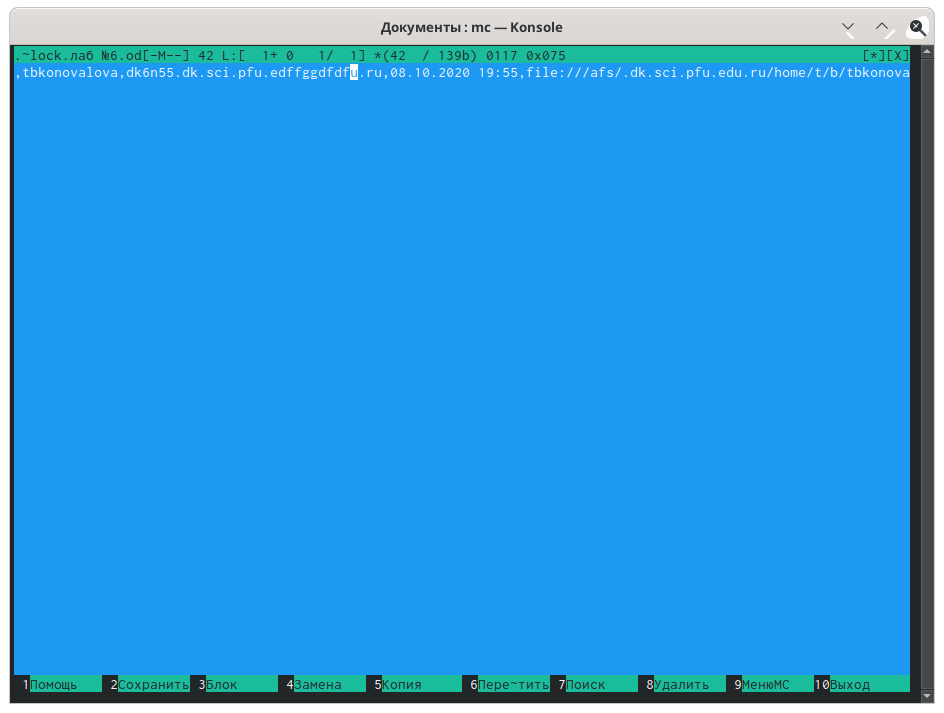 Документы : mc — Konsole
.~lock.лаб №6.od[-M--] 42 L:[  1+ 0   1/  1] *(42  / 139b) 0117 0x075 [*][X]
,tbkonovalova,dk6n55.dk.sci.pfu.edffggdfdfu.ru,08.10.2020 19:55,file:///afs/.dk.sci.pfu.edu.ru/home/t/b/tbkonova
1Помощь 2Сохранить 3Блок 4Замена 5Копия 6Пере~тить 7Поиск 8Удалить 9МенюMC 10Выход